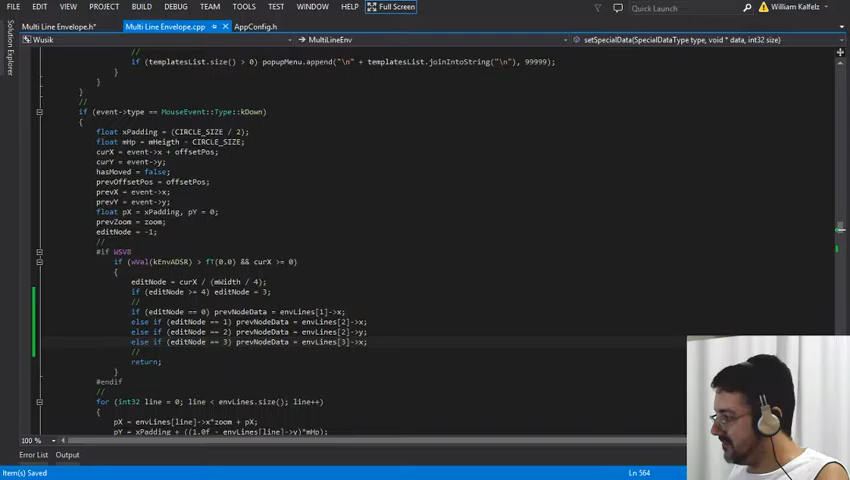 FILE EDIT VIEW PROJECT BUILD DEBUG TEAM TOOLS TEST WINDOW HELP Full Screen Quick Launch William Kalfelz
Multi Line Envelope.h* Multi Line Envelope.cpp AppConfig.h
Solution Explorer
Wusik MultiLineEnv setSpecialData(SpecialDataType type, void * data, int32 size)
//
if (templatesList.size() > 0) popupMenu.append("\n" + templatesList.joinIntoString("\n"), 99999);
}
}
}
//
if (event->type == MouseEvent::Type::kDown)
{
float xPadding = (CIRCLE_SIZE / 2);
float mHp = mHeigth - CIRCLE_SIZE;
curX = event->x + offsetPos;
curY = event->y;
hasMoved = false;
prevOffsetPos = offsetPos;
prevX = event->x;
prevY = event->y;
float pX = xPadding, pY = 0;
prevZoom = zoom;
editNode = -1;
//
#if WSV8
if (wVal(kEnvADSR) > fT(0.0) && curX >= 0)
{
editNode = curX / (mWidth / 4);
if (editNode >= 4) editNode = 3;
//
if (editNode == 0) prevNodeData = envLines[1]->x;
else if (editNode == 1) prevNodeData = envLines[2]->x;
else if (editNode == 2) prevNodeData = envLines[2]->y;
else if (editNode == 3) prevNodeData = envLines[3]->x;
//
return;
}
#endif
//
for (int32 line = 0; line < envLines.size(); line++)
{
pX = envLines[line]->x*zoom + pX;
pY = xPadding + ((1.0f - envLines[line]->y)*mHp);
100 %
Error List Output
Item(s) Saved Ln 564